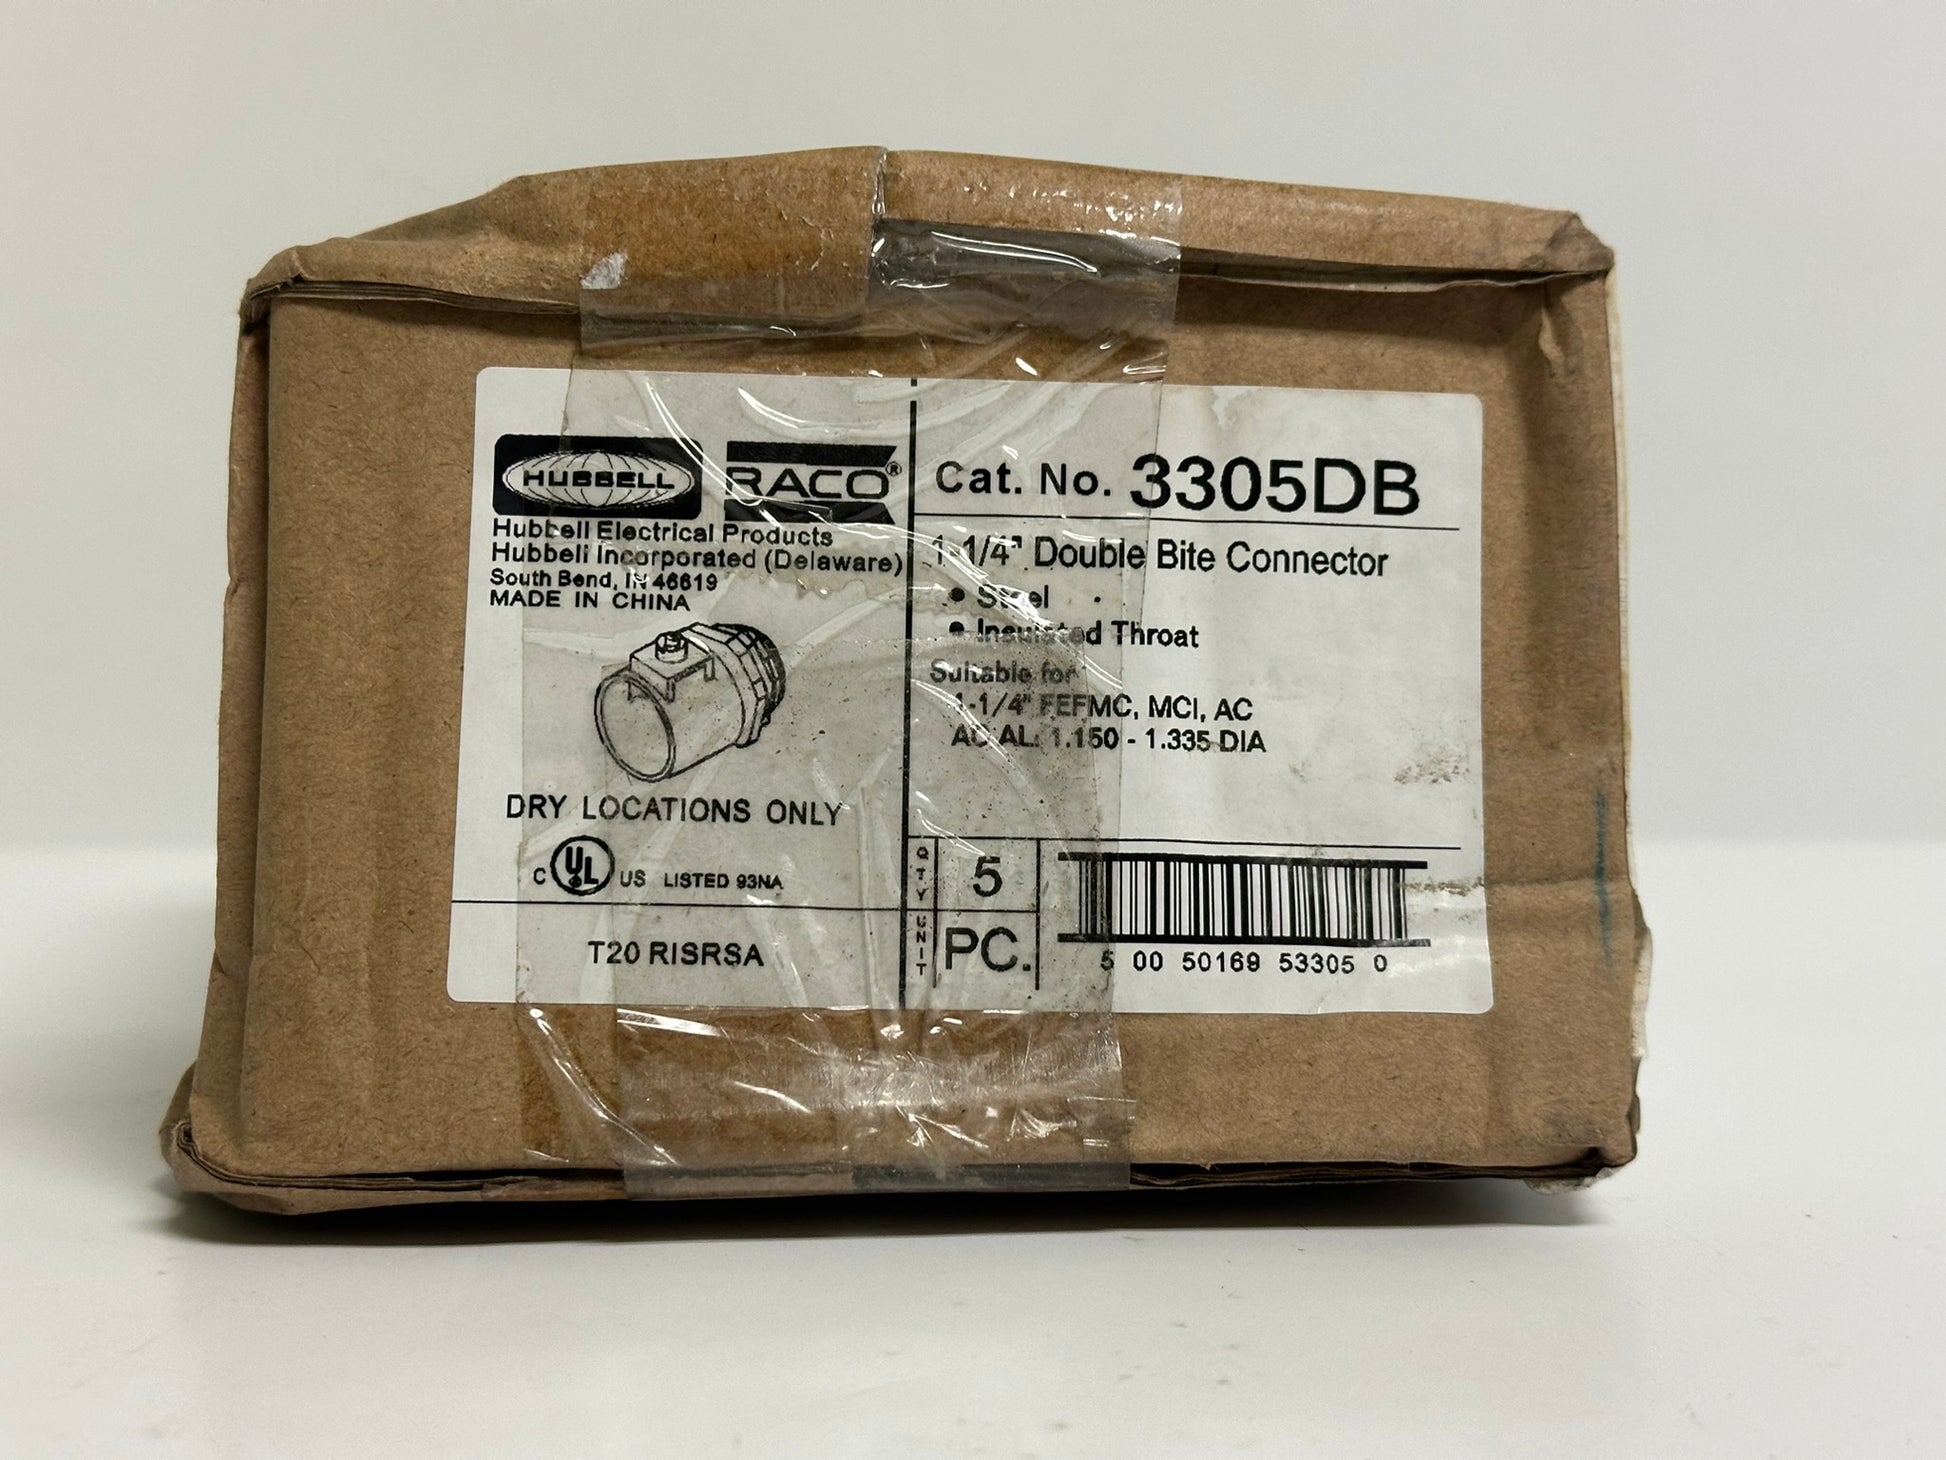 HUBBELL RACO®
Hubbell Electrical Products
Hubbell Incorporated (Delaware)
South Bend, IN 46619
MADE IN CHINA
DRY LOCATIONS ONLY
C UL US LISTED 93NA
T20 RISRSA
Cat. No. 3305DB
1-1/4" Double Bite Connector
• Steel
• Insulated Throat
Suitable for
1-1/4" FEFMC, MCI, AC
AC AL: 1.150 - 1.335 DIA
QTY 5
UNIT PC.
5 00 50169 53305 0